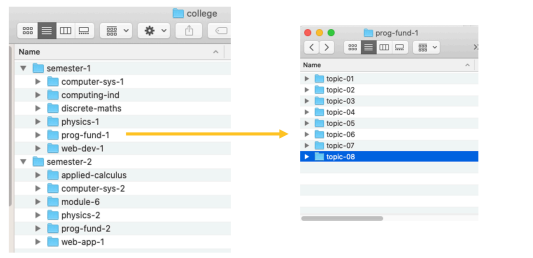 college
Name
semester-1
computer-sys-1
computing-ind
discrete-maths
physics-1
prog-fund-1
web-dev-1
semester-2
applied-calculus
computer-sys-2
module-6
physics-2
prog-fund-2
web-app-1
prog-fund-1
Name
topic-01
topic-02
topic-03
topic-04
topic-05
topic-06
topic-07
topic-08